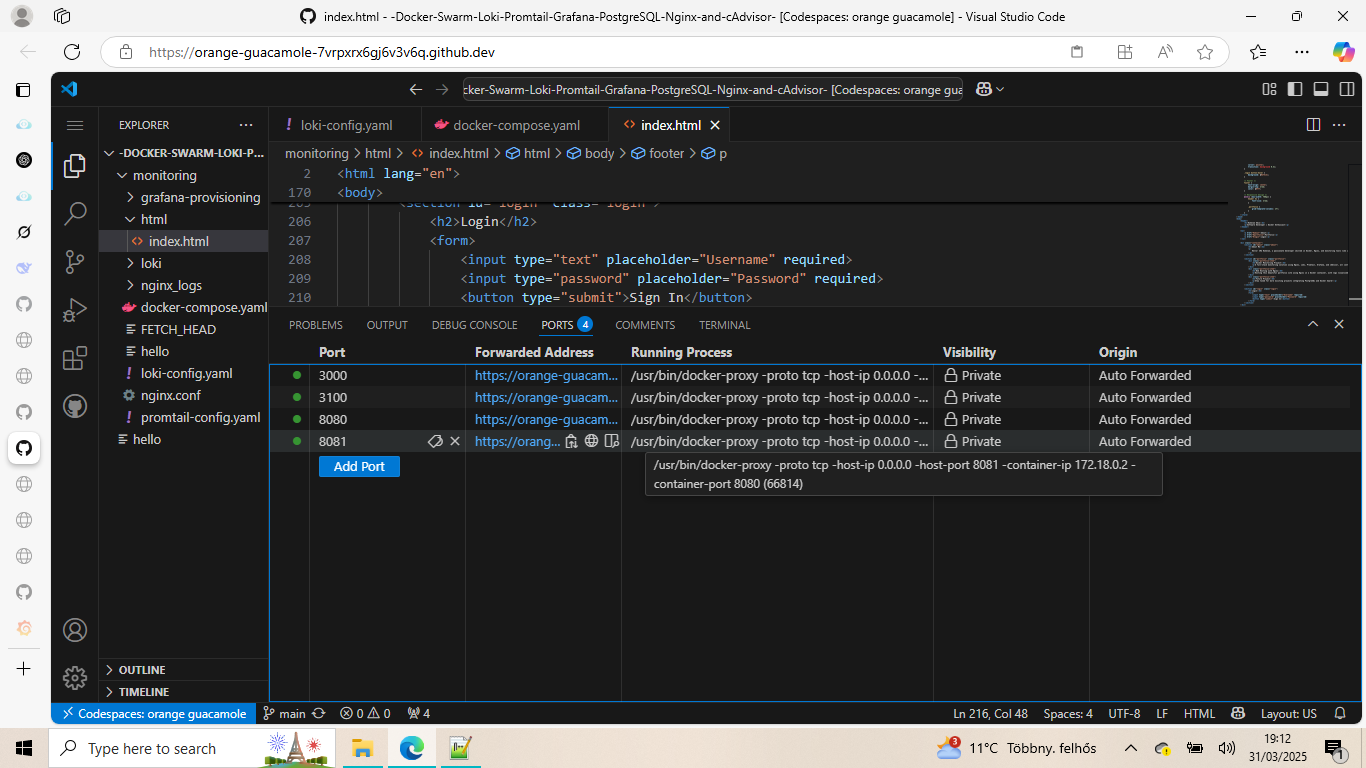 index.html - -Docker-Swarm-Loki-Promtail-Grafana-PostgreSQL-Nginx-and-cAdvisor- [Codespaces: orange guacamole] - Visual Studio Code
https://orange-guacamole-7vrpxrx6gj6v3v6q.github.dev
cker-Swarm-Loki-Promtail-Grafana-PostgreSQL-Nginx-and-cAdvisor- [Codespaces: orange gua
EXPLORER
-DOCKER-SWARM-LOKI-P...
monitoring
grafana-provisioning
html
index.html
loki
nginx_logs
docker-compose.yaml
FETCH_HEAD
hello
loki-config.yaml
nginx.conf
promtail-config.yaml
hello
OUTLINE
TIMELINE
loki-config.yaml docker-compose.yaml index.html
monitoring > html > index.html > html > body > footer > p
2 <html lang="en">
170 <body>
205 <section id="login" class="login">
206 <h2>Login</h2>
207 <form>
208 <input type="text" placeholder="Username" required>
209 <input type="password" placeholder="Password" required>
210 <button type="submit">Sign In</button>
PROBLEMS OUTPUT DEBUG CONSOLE PORTS 4 COMMENTS TERMINAL
Port Forwarded Address Running Process Visibility Origin
3000 https://orange-guacam... /usr/bin/docker-proxy -proto tcp -host-ip 0.0.0.0 -... Private Auto Forwarded
3100 https://orange-guacam... /usr/bin/docker-proxy -proto tcp -host-ip 0.0.0.0 -... Private Auto Forwarded
8080 https://orange-guacam... /usr/bin/docker-proxy -proto tcp -host-ip 0.0.0.0 -... Private Auto Forwarded
8081 https://orang... /usr/bin/docker-proxy -proto tcp -host-ip 0.0.0.0 -... Private Auto Forwarded
Add Port
/usr/bin/docker-proxy -proto tcp -host-ip 0.0.0.0 -host-port 8081 -container-ip 172.18.0.2 -
container-port 8080 (66814)
Codespaces: orange guacamole main 0 0 4 Ln 216, Col 48 Spaces: 4 UTF-8 LF HTML Layout: US
Type here to search 3 11°C Többny. felhős 19:12
31/03/2025 1